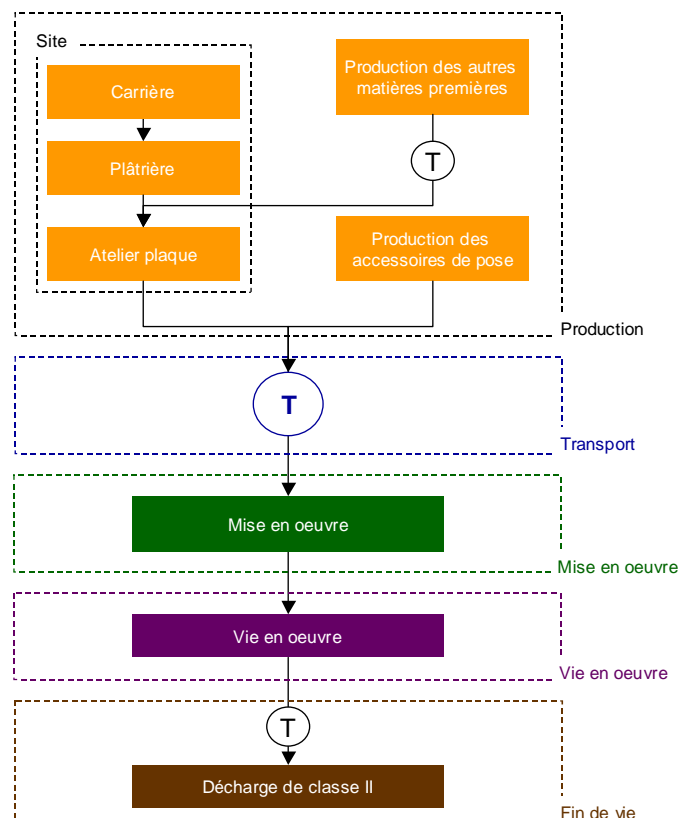 Site
Carrière
Production des autres
matières premières
T
Plâtrière
Atelier plaque
Production des
accessoires de pose
Production
T
Transport
Mise en oeuvre
Mise en oeuvre
Vie en oeuvre
Vie en oeuvre
T
Décharge de classe II
Fin de vie